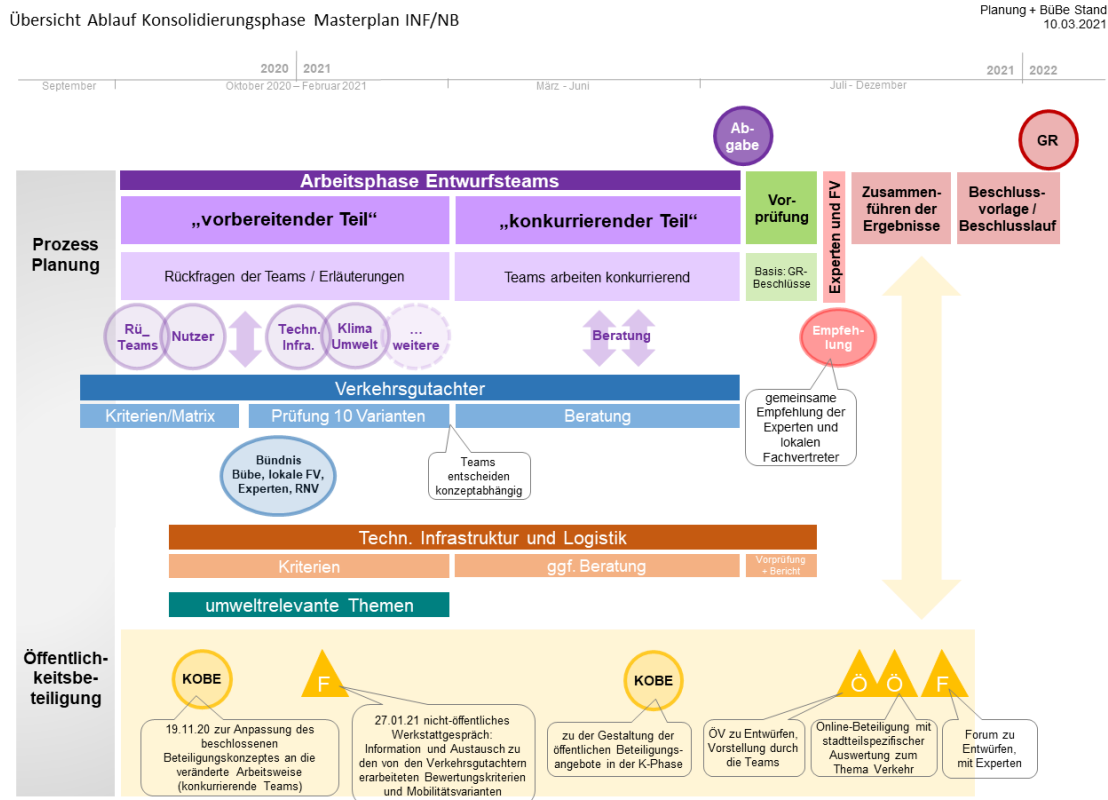 Übersicht Ablauf Konsolidierungsphase Masterplan INF/NB
Planung + BüBe Stand
10.03.2021
2020 2021
2021 2022
September
Oktober 2020 – Februar 2021
März - Juni
Juli - Dezember
Ab-
gabe
GR
Prozess
Planung
Arbeitsphase Entwurfsteams
„vorbereitender Teil“
„konkurrierender Teil“
Rückfragen der Teams / Erläuterungen
Teams arbeiten konkurrierend
Vor-
prüfung
Basis: GR-
Beschlüsse
Experten und FV
Zusammen-
führen der
Ergebnisse
Beschluss-
vorlage /
Beschlusslauf
Rü_
Teams
Nutzer
Techn.
Infra.
Klima
Umwelt
...
weitere
Beratung
Empfeh-
lung
gemeinsame
Empfehlung der
Experten und
lokalen
Fachvertreter
Verkehrsgutachter
Kriterien/Matrix
Prüfung 10 Varianten
Beratung
Bündnis
Bübe, lokale FV,
Experten, RNV
Teams
entscheiden
konzeptabhängig
Techn. Infrastruktur und Logistik
Kriterien
ggf. Beratung
Vorprüfung
+ Bericht
umweltrelevante Themen
Öffentlich-
keitsbe-
teiligung
KOBE
F
KOBE
Ö
Ö
F
19.11.20 zur Anpassung des
beschlossenen
Beteiligungskonzeptes an die
veränderte Arbeitsweise
(konkurrierende Teams)
27.01.21 nicht-öffentliches
Werkstattgespräch:
Information und Austausch zu
den von den Verkehrsgutachtern
erarbeiteten Bewertungskriterien
und Mobilitätsvarianten
zu der Gestaltung der
öffentlichen Beteiligungs-
angebote in der K-Phase
ÖV zu Entwürfen,
Vorstellung durch
die Teams
Online-Beteiligung mit
stadtteilspezifischer
Auswertung zum
Thema Verkehr
Forum zu
Entwürfen,
mit Experten